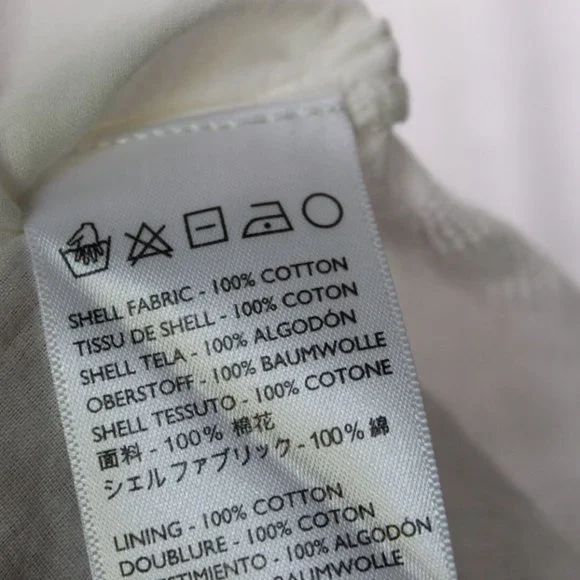 SHELL FABRIC - 100% COTTON
TISSU DE SHELL - 100% COTON
SHELL TELA - 100% ALGODÓN
OBERSTOFF - 100% BAUMWOLLE
SHELL TESSUTO - 100% COTONE
面料 - 100% 棉花
シェルファブリック - 100% 綿
LINING - 100% COTTON
DOUBLURE - 100% COTON
- 100% ALGODÓN